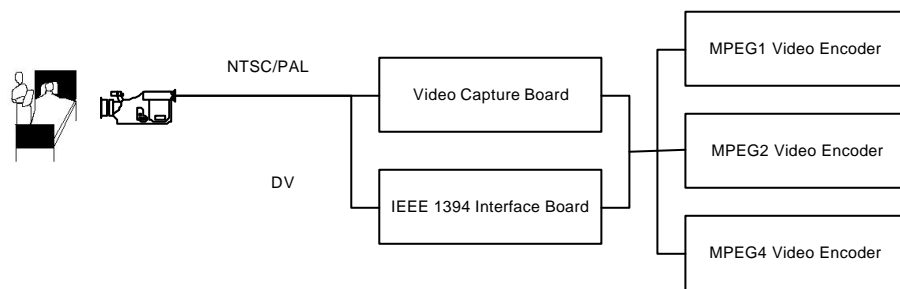 NTSC/PAL
Video Capture Board
DV
IEEE 1394 Interface Board
MPEG1 Video Encoder
MPEG2 Video Encoder
MPEG4 Video Encoder